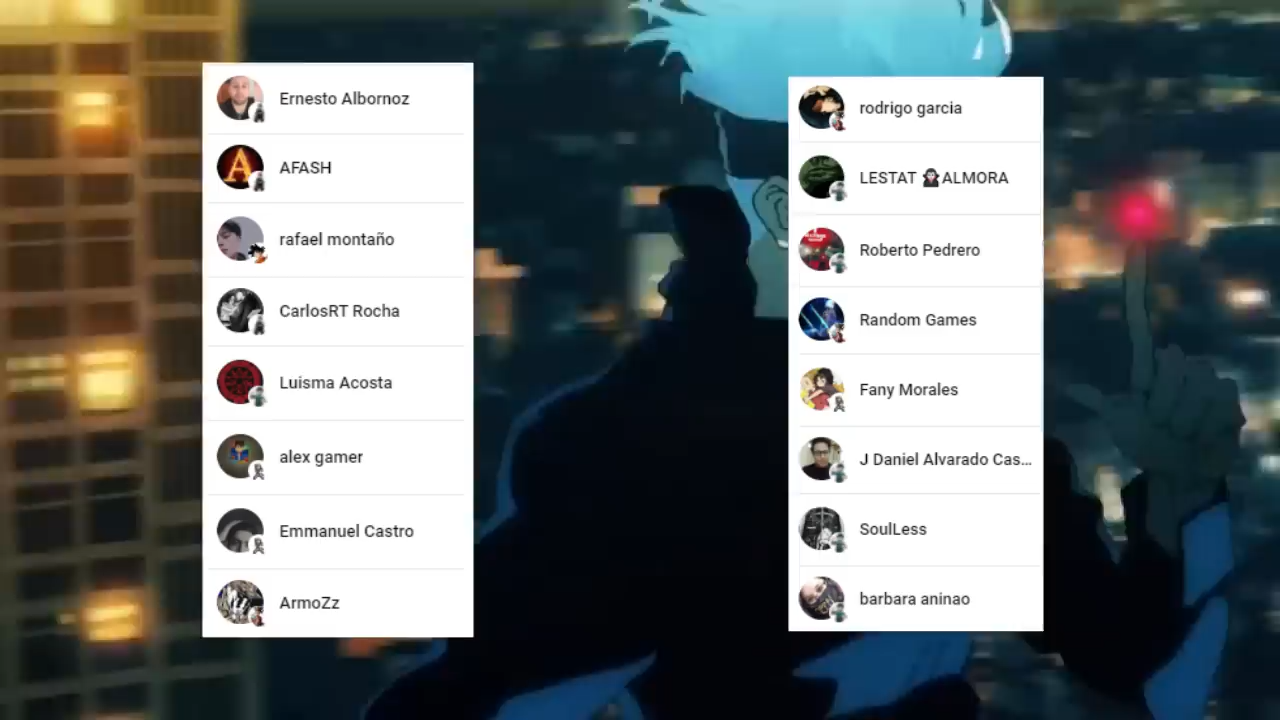 Ernesto Albornoz
AFASH
rafael montaño
CarlosRT Rocha
Luisma Acosta
alex gamer
Emmanuel Castro
ArmoZz
rodrigo garcia
LESTAT 🧛🏻ALMORA
Roberto Pedrero
Random Games
Fany Morales
J Daniel Alvarado Cas...
SoulLess
barbara aninao